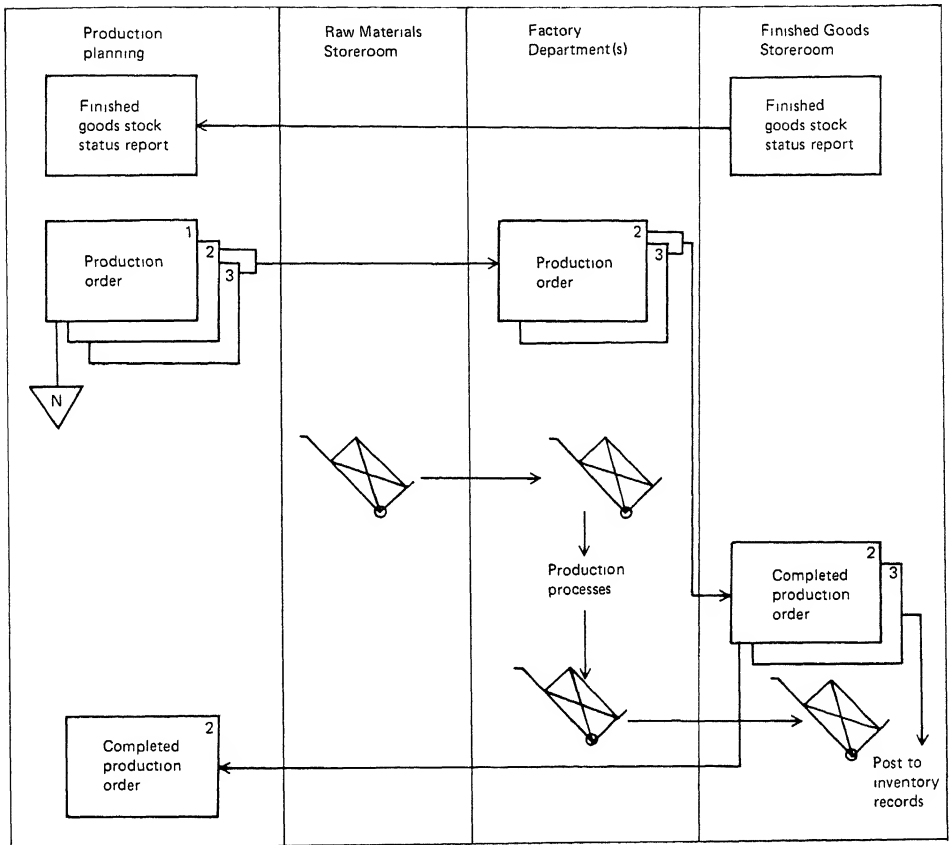 Production
planning
Raw Materials
Storeroom
Factory
Department(s)
Finished Goods
Storeroom
Finished
goods stock
status report
Finished
goods stock
status report
1
2
3
Production
order
2
3
Production
order
N
Production
processes
2
3
Completed
production
order
2
Completed
production
order
Post to
inventory
records